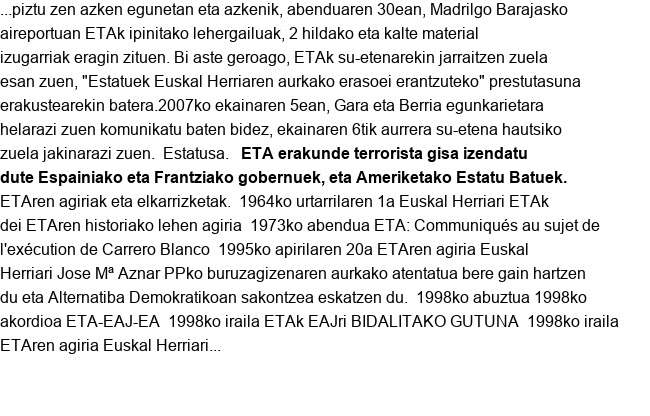 ...piztu zen azken egunetan eta azkenik, abenduaren 30ean, Madrilgo Barajasko
aireportuan ETAk ipinitako lehergailuak, 2 hildako eta kalte material
izugarriak eragin zituen. Bi aste geroago, ETAk su-etenarekin jarraitzen zuela
esan zuen, "Estatuek Euskal Herriaren aurkako erasoei erantzuteko" prestutasuna
erakustearekin batera.2007ko ekainaren 5ean, Gara eta Berria egunkarietara
helarazi zuen komunikatu baten bidez, ekainaren 6tik aurrera su-etena hautsiko
zuela jakinarazi zuen.  Estatusa.   ETA erakunde terrorista gisa izendatu
dute Espainiako eta Frantziako gobernuek, eta Ameriketako Estatu Batuek.
ETAren agiriak eta elkarrizketak.  1964ko urtarrilaren 1a Euskal Herriari ETAk
dei ETAren historiako lehen agiria  1973ko abendua ETA: Communiqués au sujet de
l'exécution de Carrero Blanco  1995ko apirilaren 20a ETAren agiria Euskal
Herriari Jose Mª Aznar PPko buruzagizenaren aurkako atentatua bere gain hartzen
du eta Alternatiba Demokratikoan sakontzea eskatzen du.  1998ko abuztua 1998ko
akordioa ETA-EAJ-EA  1998ko iraila ETAk EAJri BIDALITAKO GUTUNA  1998ko iraila
ETAren agiria Euskal Herriari...